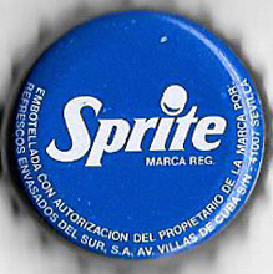 Sprite
MARCA REG.
EMBOTELLADA CON AUTORIZACION DEL PROPIETARIO DE LA MARCA POR:
REFRESCOS ENVASADOS DEL SUR, S.A. AV. VILLAS DE CUBA S/N - 41007 SEVILLA